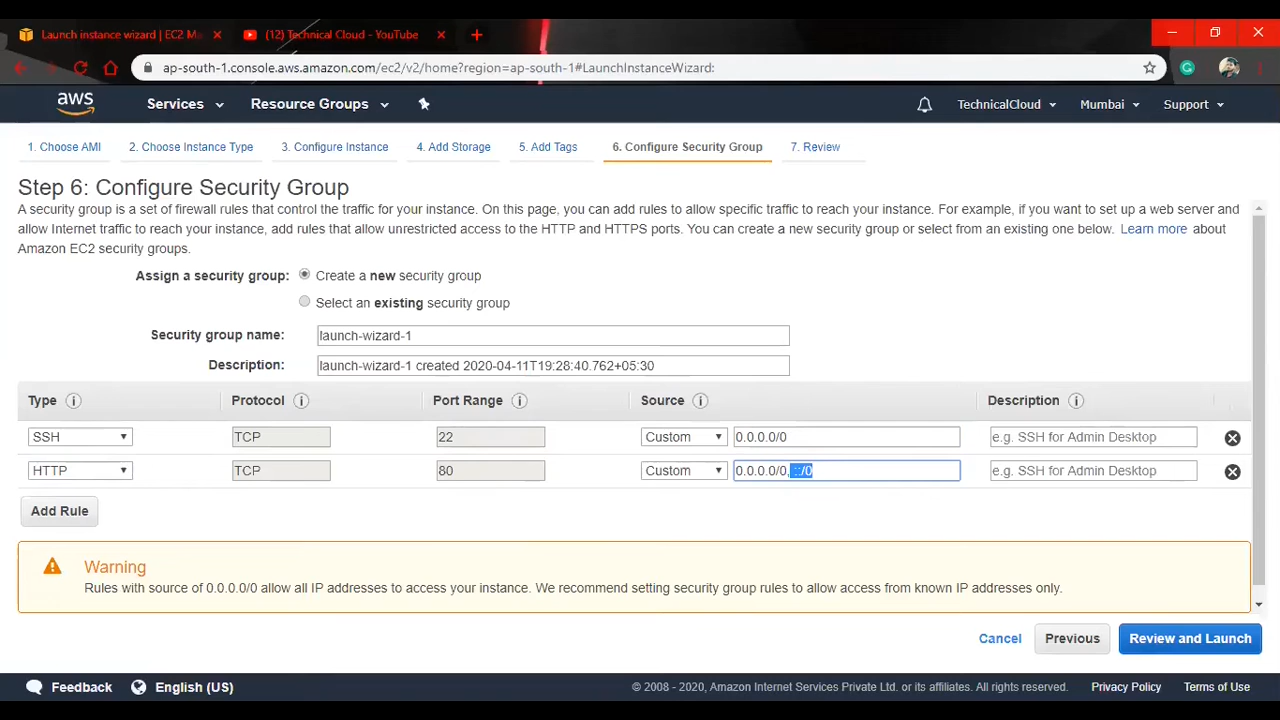 Launch instance wizard | EC2 M
(12) Technical Cloud - YouTube
ap-south-1.console.aws.amazon.com/ec2/v2/home?region=ap-south-1#LaunchInstanceWizard:
aws
Services
Resource Groups
TechnicalCloud
Mumbai
Support
1. Choose AMI
2. Choose Instance Type
3. Configure Instance
4. Add Storage
5. Add Tags
6. Configure Security Group
7. Review
Step 6: Configure Security Group
A security group is a set of firewall rules that control the traffic for your instance. On this page, you can add rules to allow specific traffic to reach your instance. For example, if you want to set up a web server and
allow Internet traffic to reach your instance, add rules that allow unrestricted access to the HTTP and HTTPS ports. You can create a new security group or select from an existing one below. Learn more about
Amazon EC2 security groups.
Assign a security group: Create a new security group
Select an existing security group
Security group name: launch-wizard-1
Description: launch-wizard-1 created 2020-04-11T19:28:40.762+05:30
Type Protocol Port Range Source Description
SSH TCP 22 Custom 0.0.0.0/0 e.g. SSH for Admin Desktop
HTTP TCP 80 Custom 0.0.0.0/0, ::/0 e.g. SSH for Admin Desktop
Add Rule
Warning
Rules with source of 0.0.0.0/0 allow all IP addresses to access your instance. We recommend setting security group rules to allow access from known IP addresses only.
Cancel
Previous
Review and Launch
Feedback
English (US)
© 2008 - 2020, Amazon Internet Services Private Ltd. or its affiliates. All rights reserved.
Privacy Policy
Terms of Use